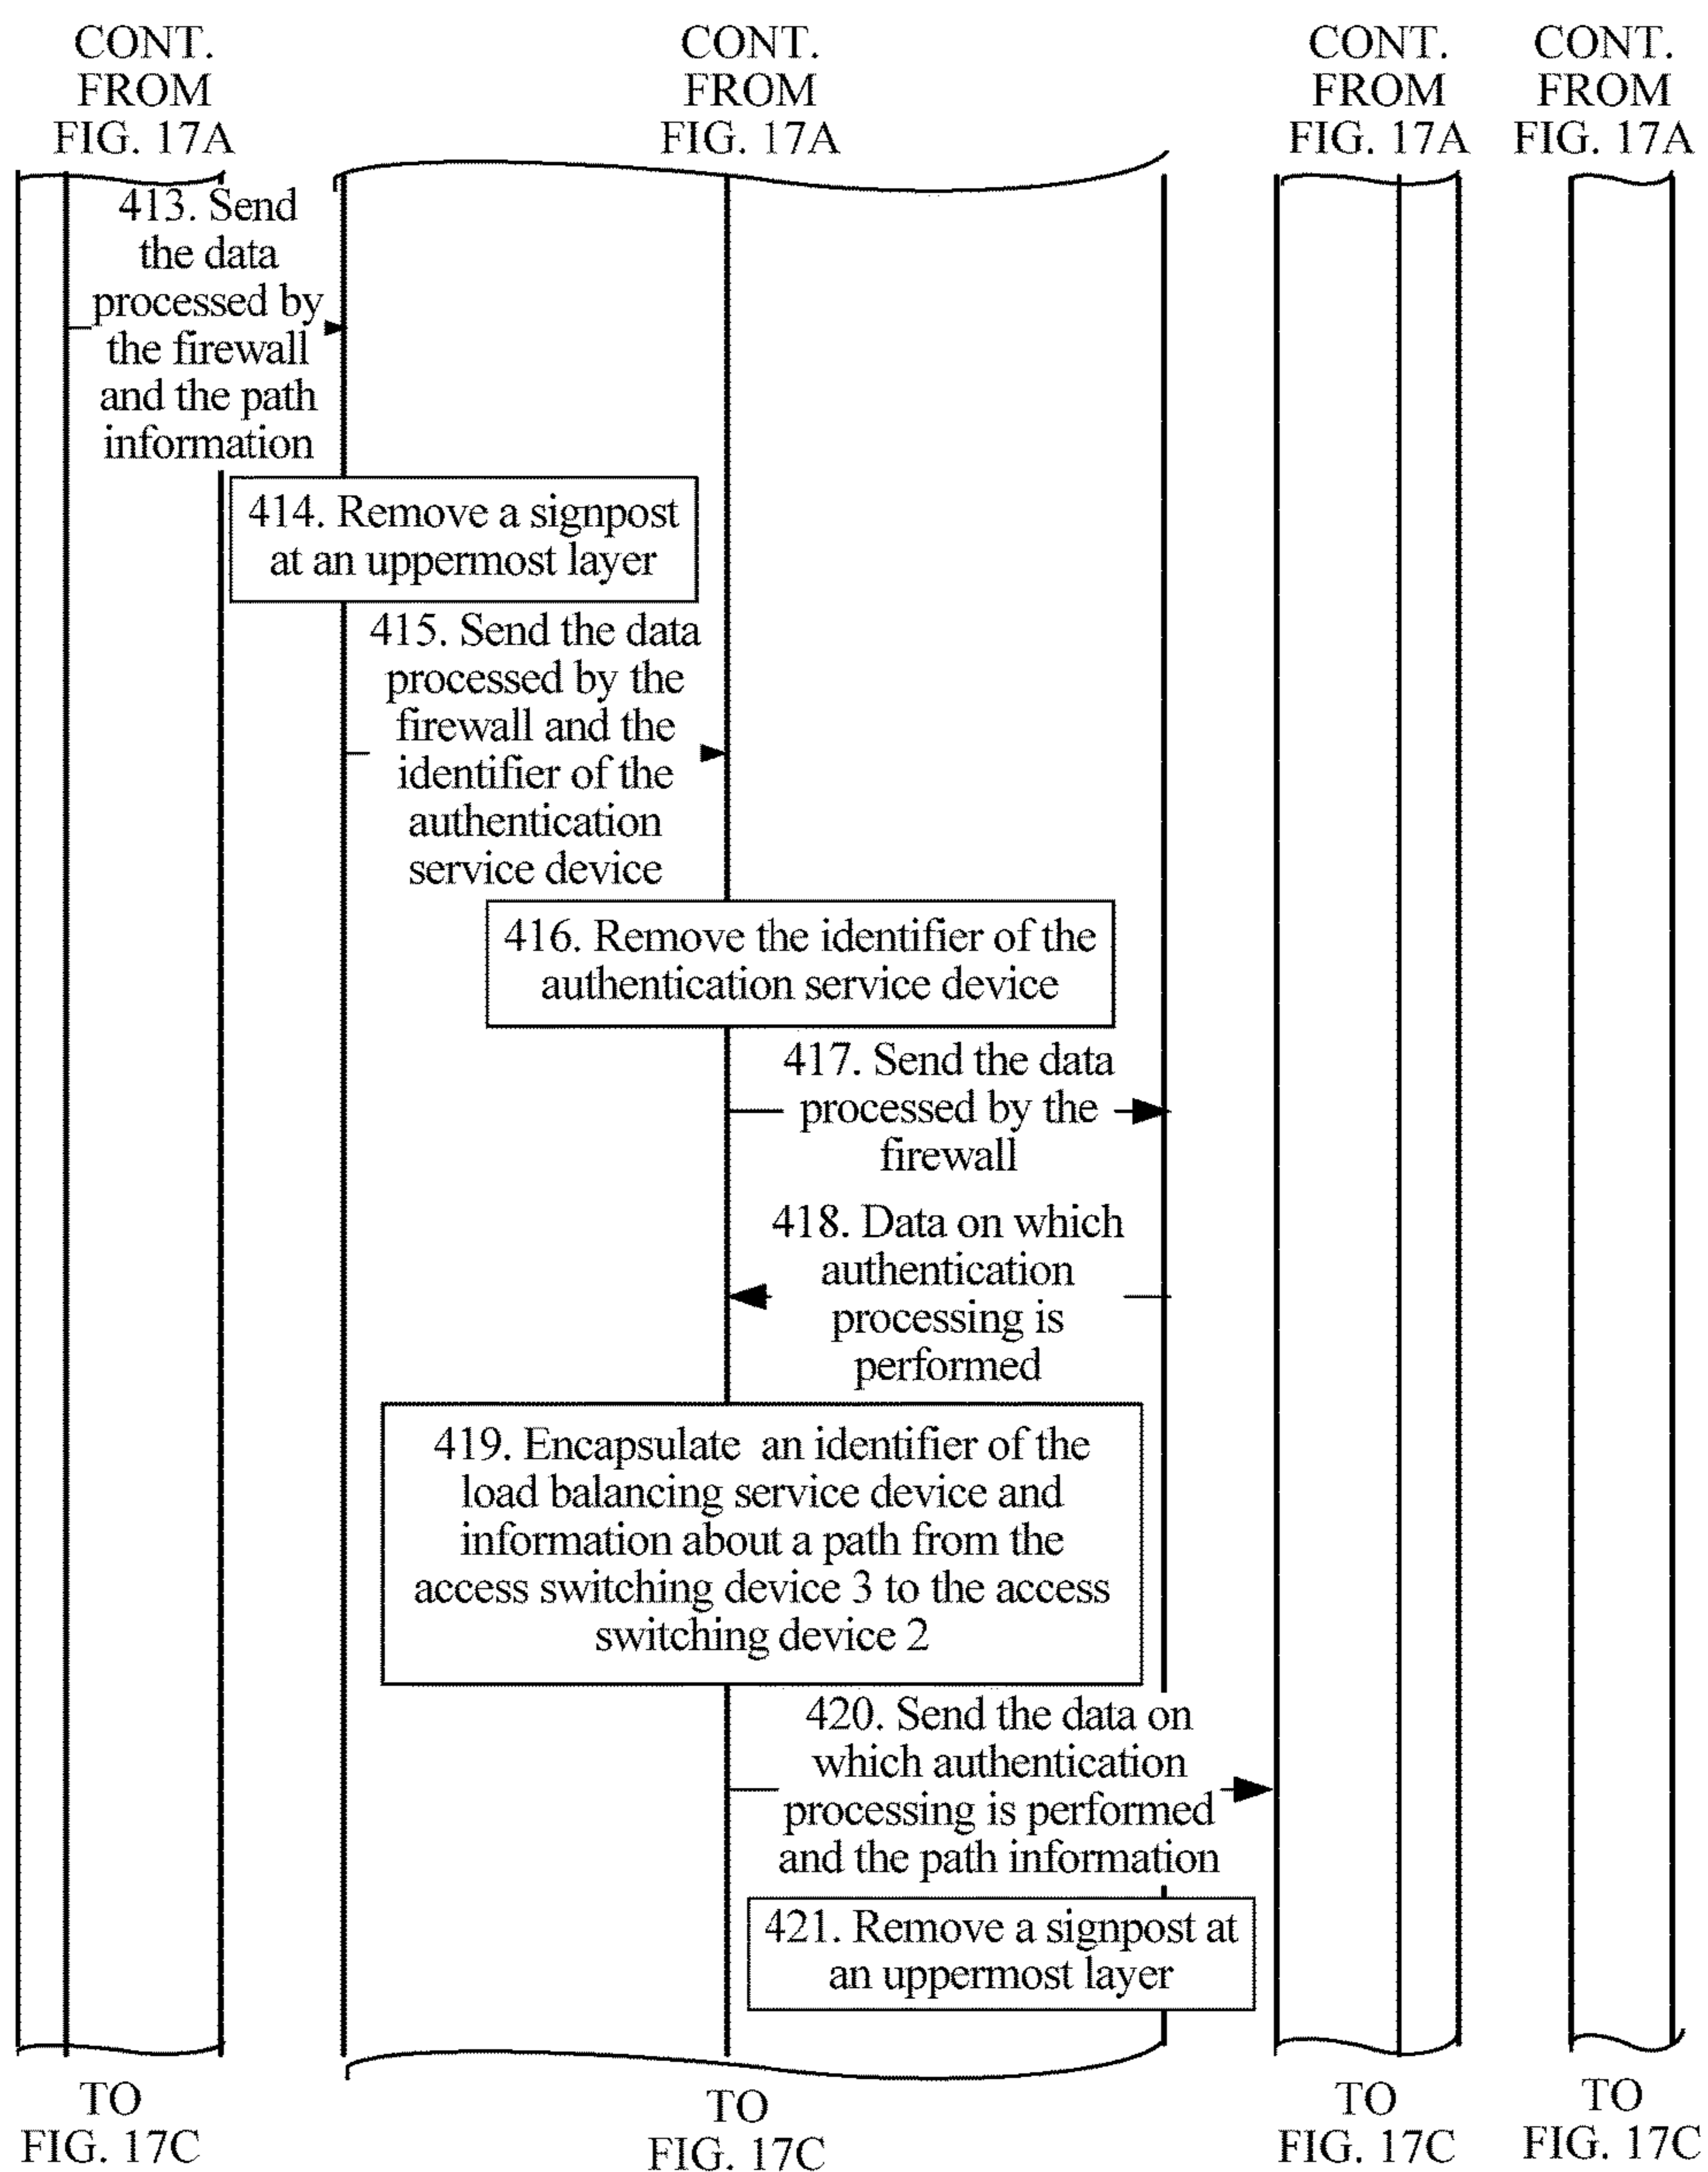 CONT.
FROM
FIG. 17A
CONT.
FROM
FIG. 17A
CONT.
FROM
FIG. 17A
CONT.
FROM
FIG. 17A
413. Send
the data
processed by
the firewall
and the path
information
414. Remove a signpost
at an uppermost layer
415. Send the data
processed by the
firewall and the
identifier of the
authentication
service device
416. Remove the identifier of the
authentication service device
417. Send the data
processed by the
firewall
418. Data on which
authentication
processing is
performed
419. Encapsulate an identifier of the
load balancing service device and
information about a path from the
access switching device 3 to the access
switching device 2
420. Send the data on
which authentication
processing is performed
and the path information
421. Remove a signpost at
an uppermost layer
TO
FIG. 17C
TO
FIG. 17C
TO
FIG. 17C
TO
FIG. 17C